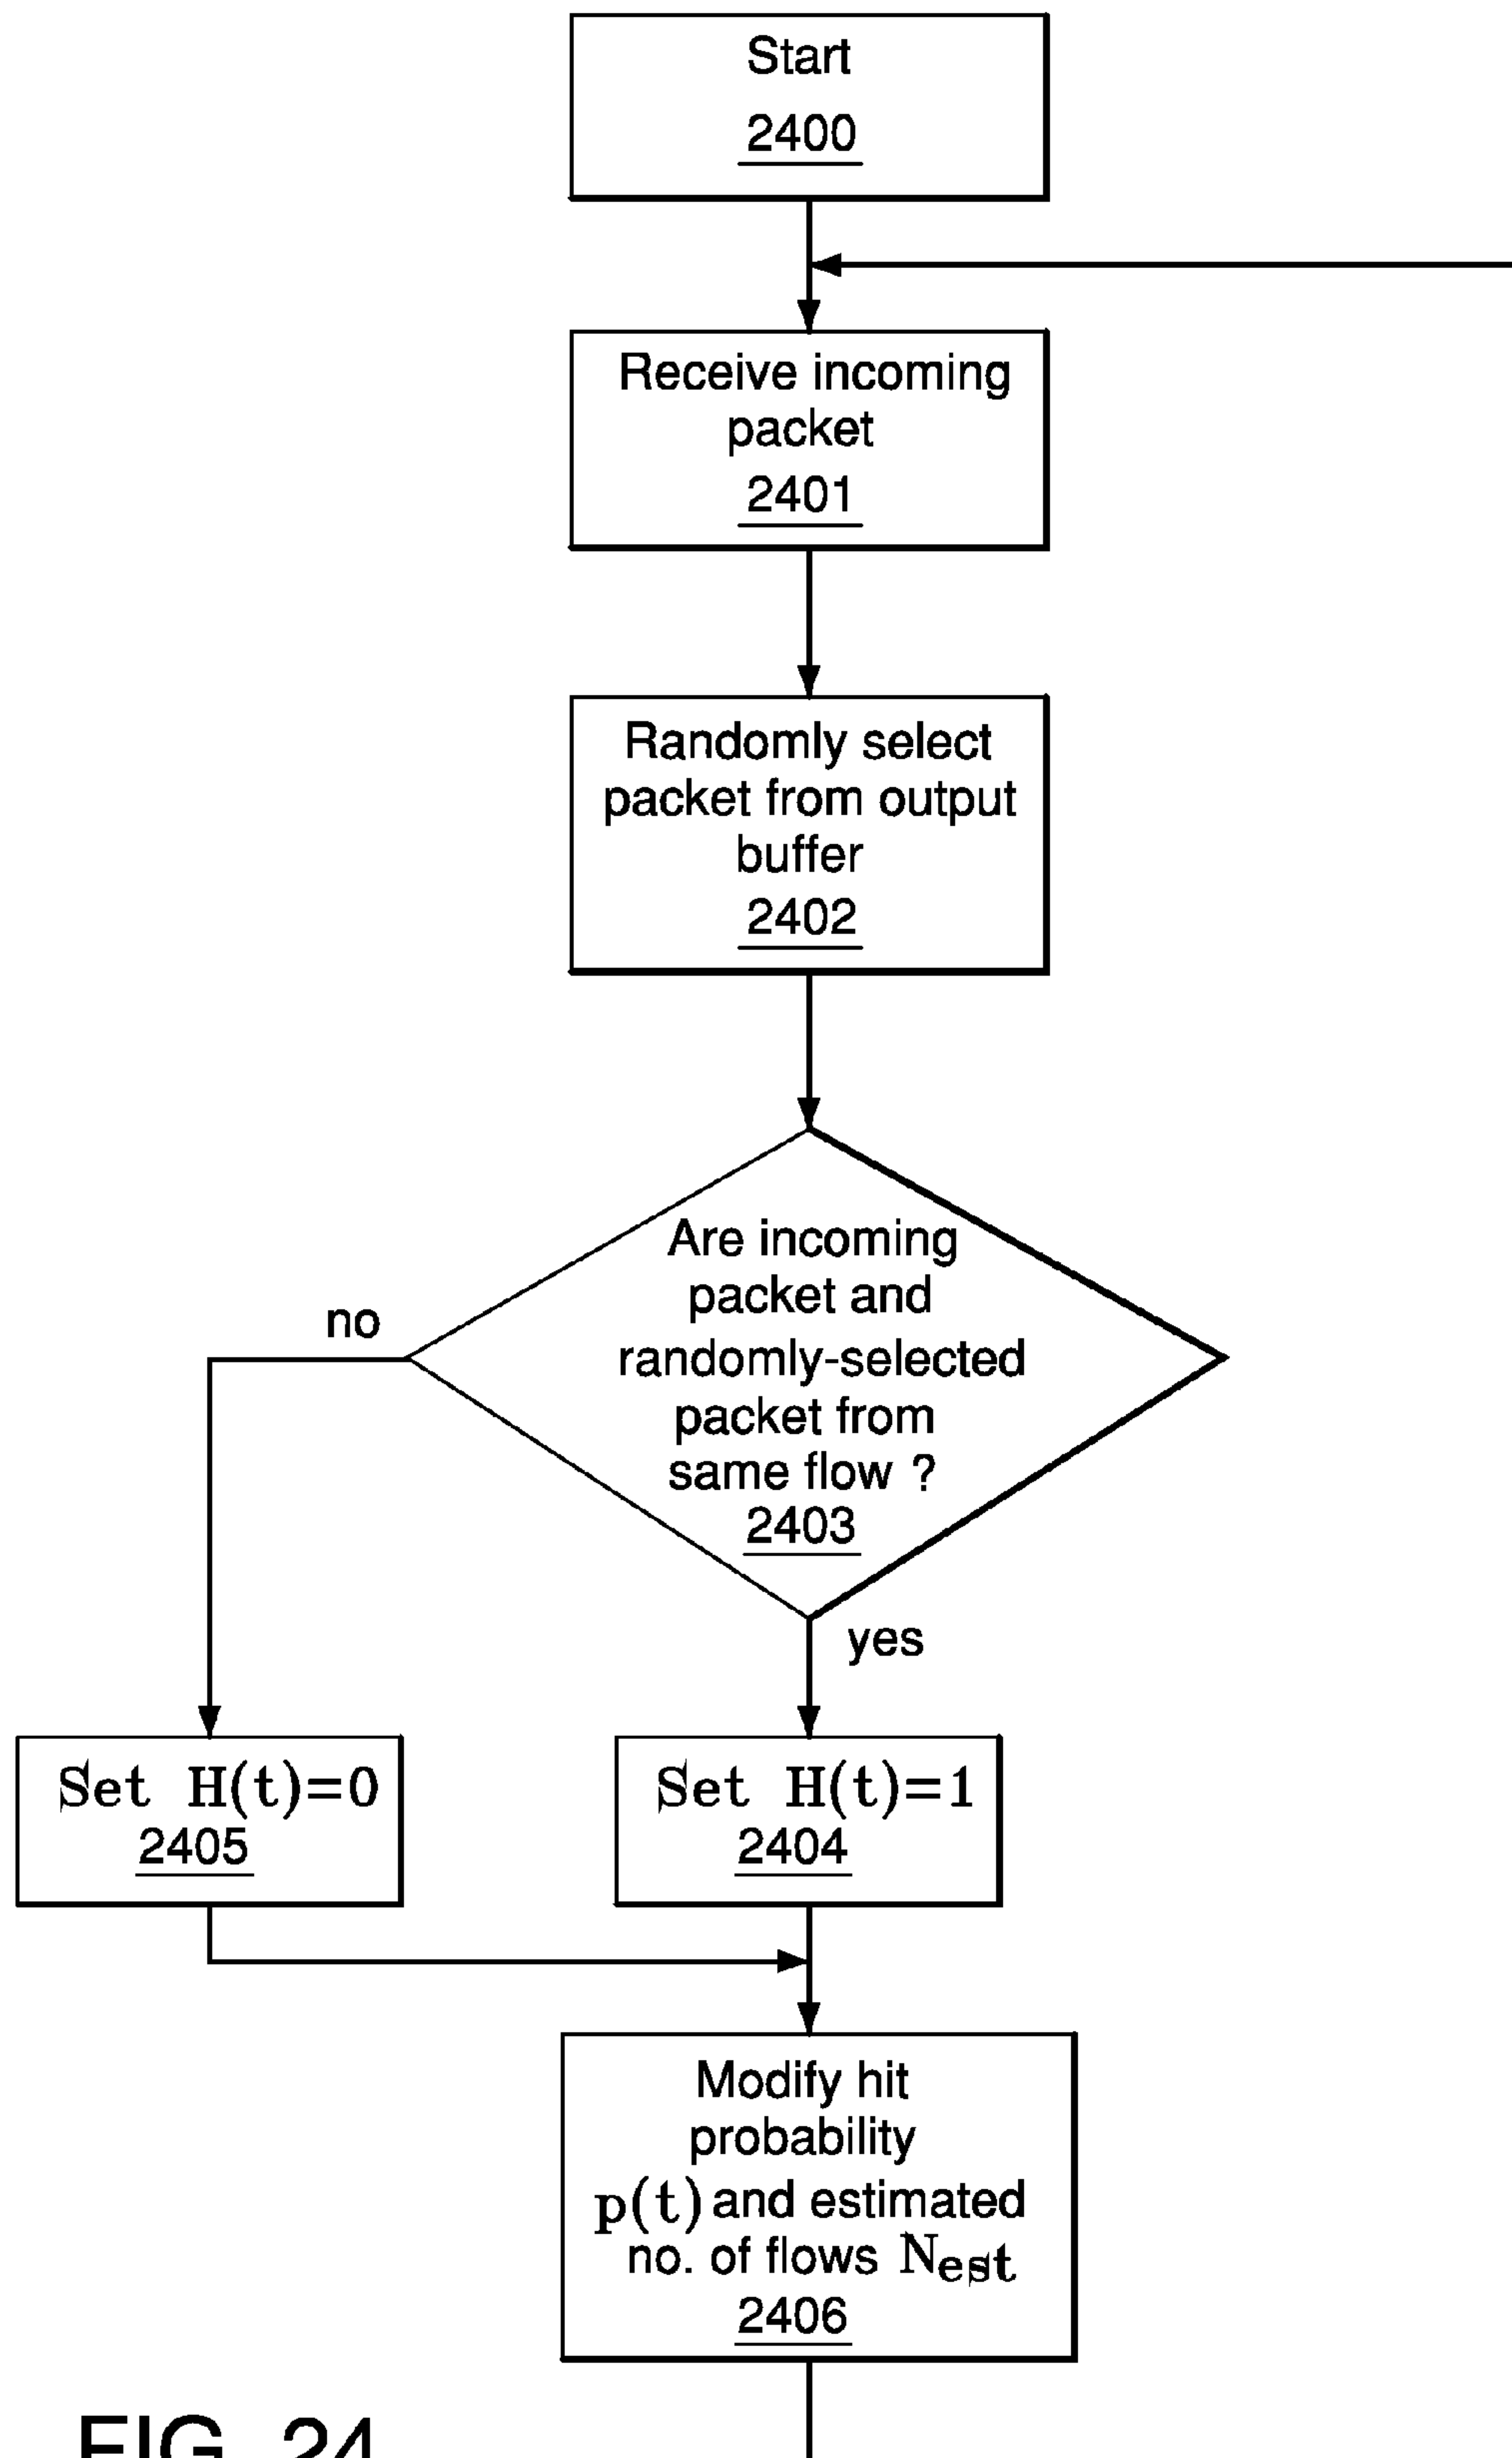 Start
2400
Receive incoming
packet
2401
Randomly select
packet from output
buffer
2402
Are incoming
packet and
randomly-selected
packet from
same flow ?
2403
no
yes
Set H(t)=0
2405
Set H(t)=1
2404
Modify hit
probability
p(t) and estimated
no. of flows Nest
2406
FIG. 24